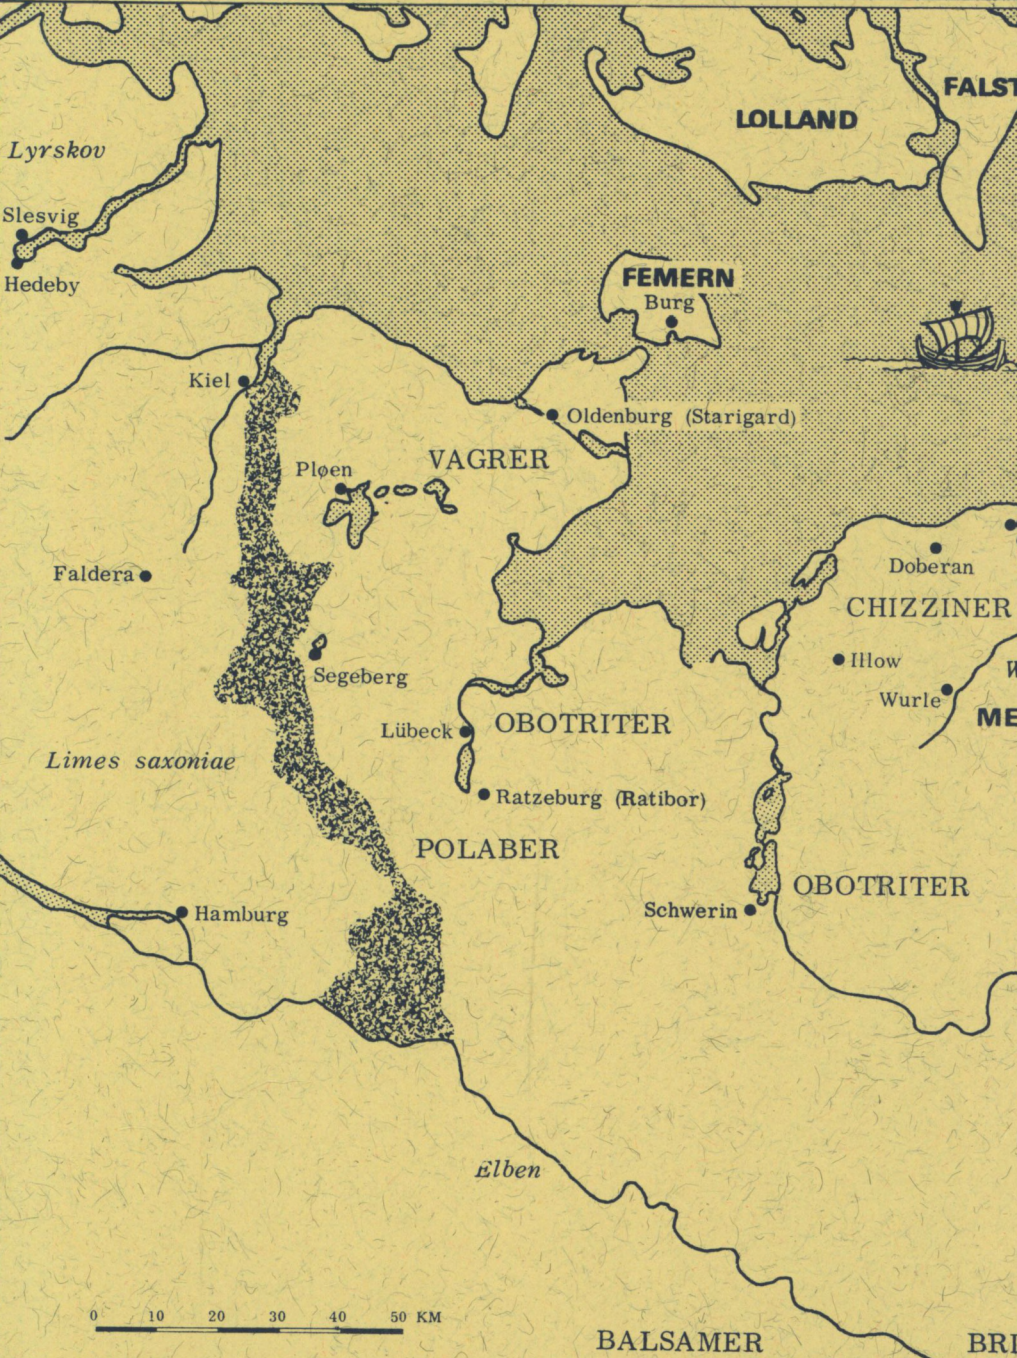 FALST
LOLLAND
Lyrskov
Slesvig
Hedeby
FEMERN
Burg
Kiel
Oldenburg (Starigard)
VAGRER
Pløen
Faldera
Doberan
CHIZZINER
Illow
W
Segeberg
Wurle
ME
Lübeck
OBOTRITER
Limes saxoniae
Ratzeburg (Ratibor)
POLABER
OBOTRITER
Hamburg
Schwerin
Elben
0 10 20 30 40 50 KM
BALSAMER
BRI